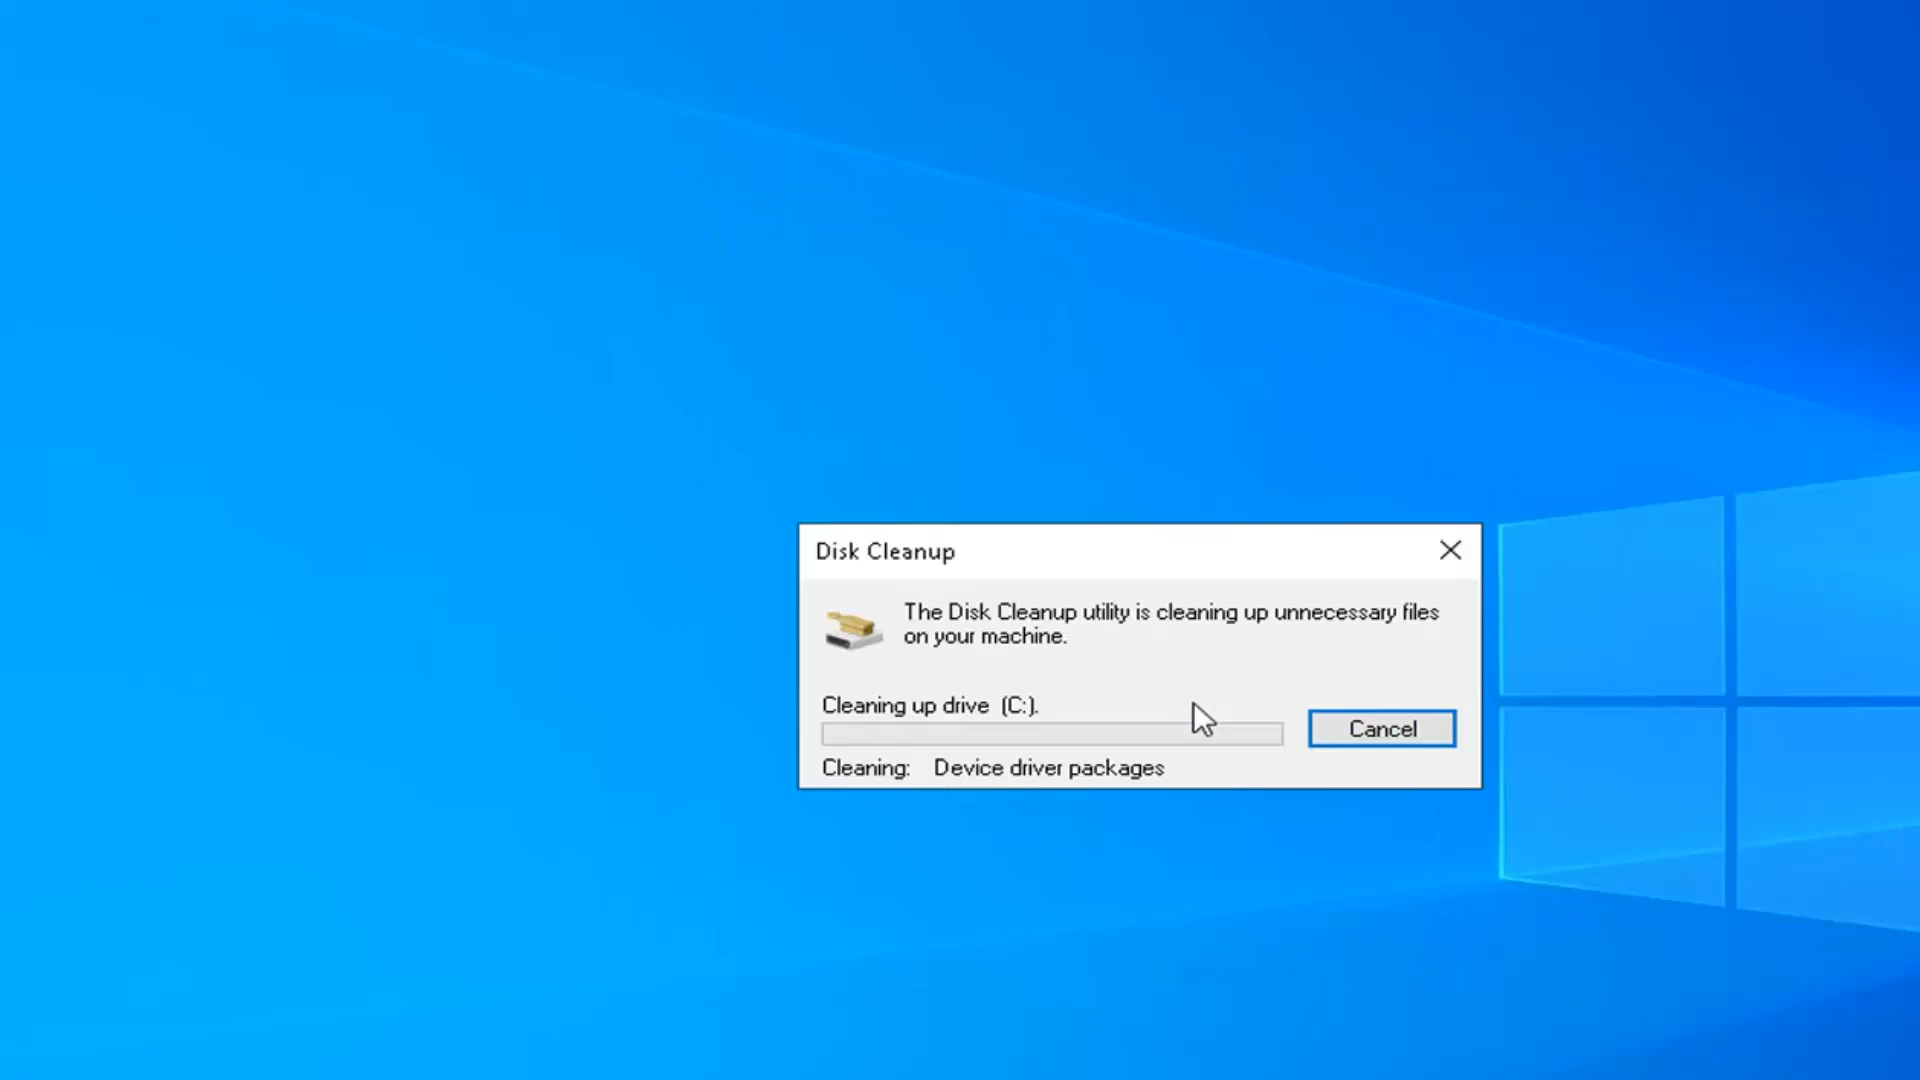 Disk Cleanup
The Disk Cleanup utility is cleaning up unnecessary files
on your machine.
Cleaning up drive (C:).
Cancel
Cleaning: Device driver packages